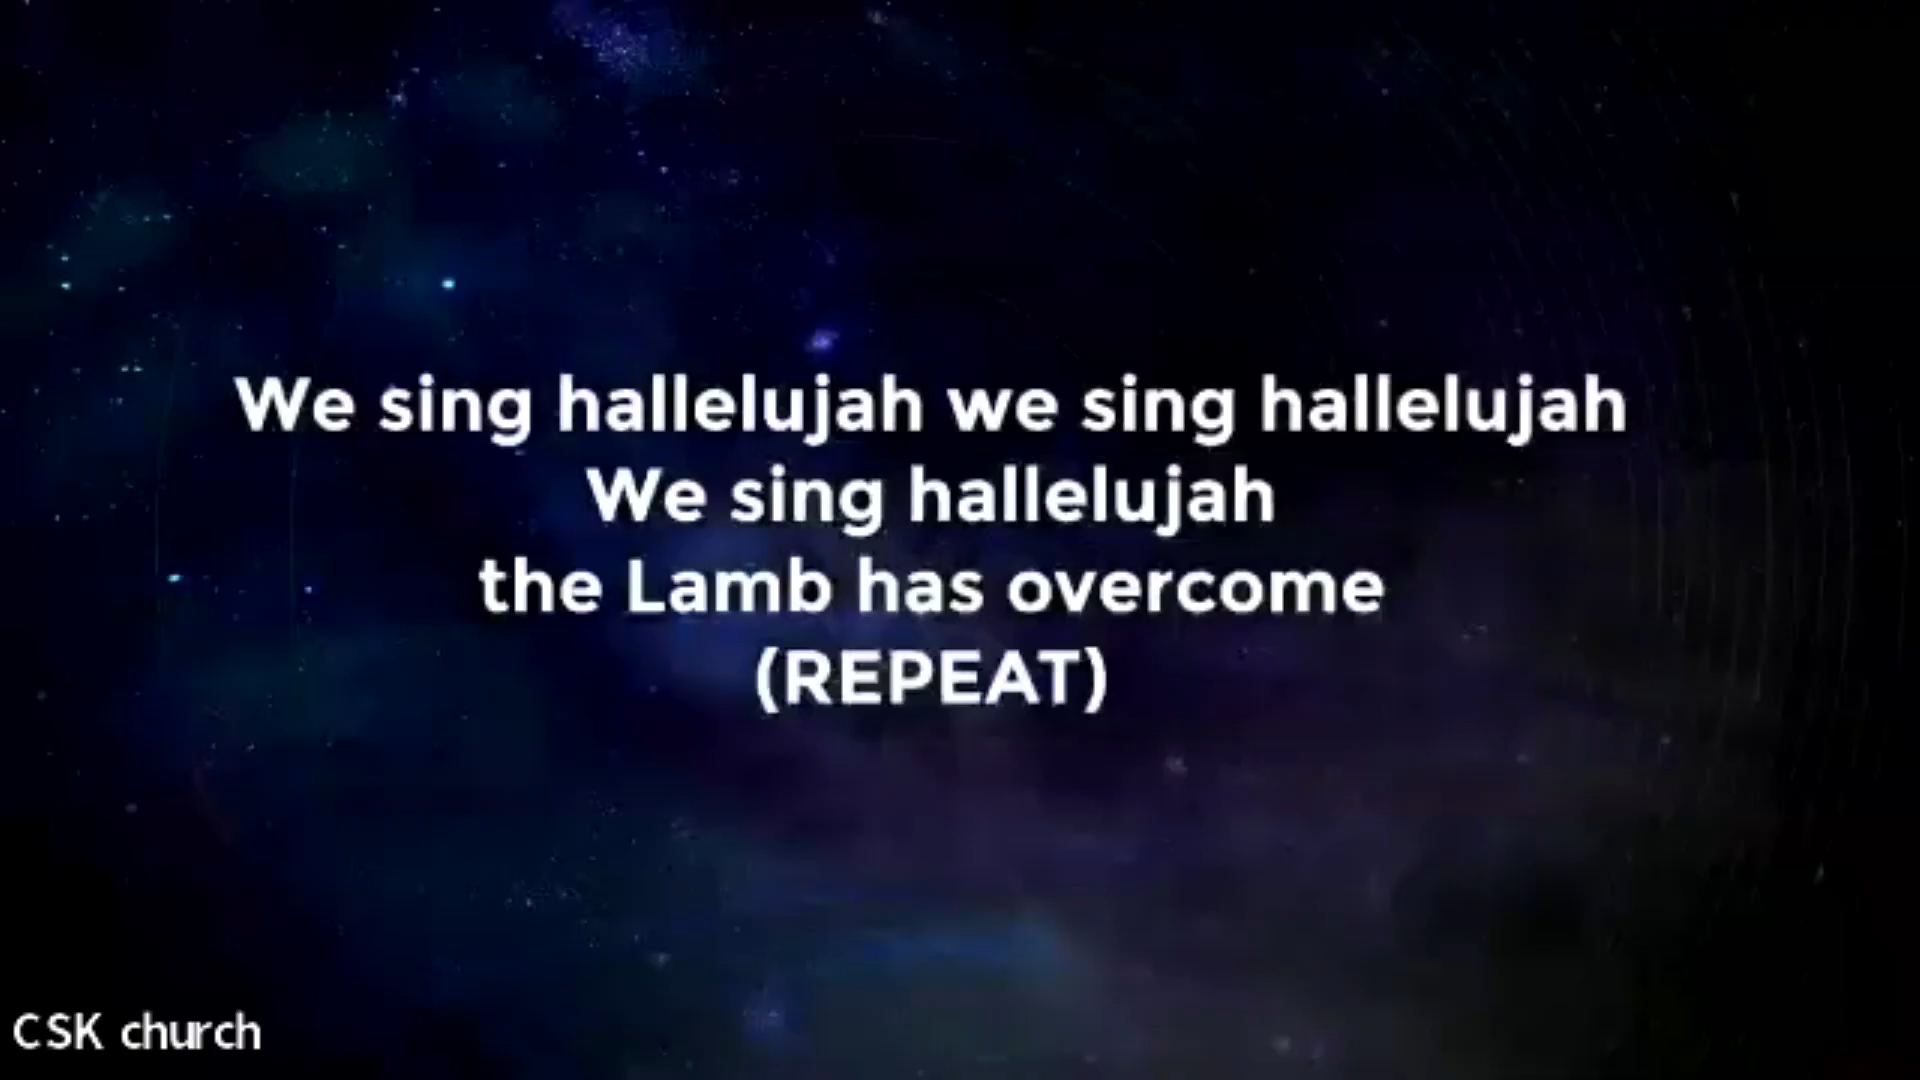 We sing hallelujah we sing hallelujah
We sing hallelujah
the Lamb has overcome
(REPEAT)
CSK church